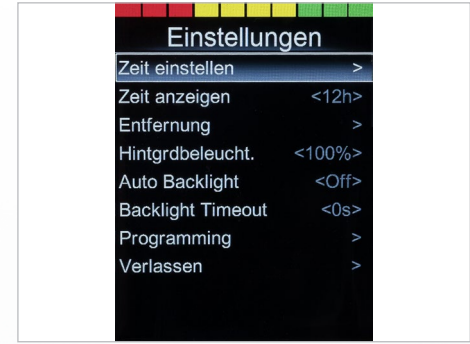 Einstellungen
Zeit einstellen >
Zeit anzeigen <12h>
Entfernung >
Hintgrdbeleucht. <100%>
Auto Backlight <Off>
Backlight Timeout <0s>
Programming >
Verlassen >